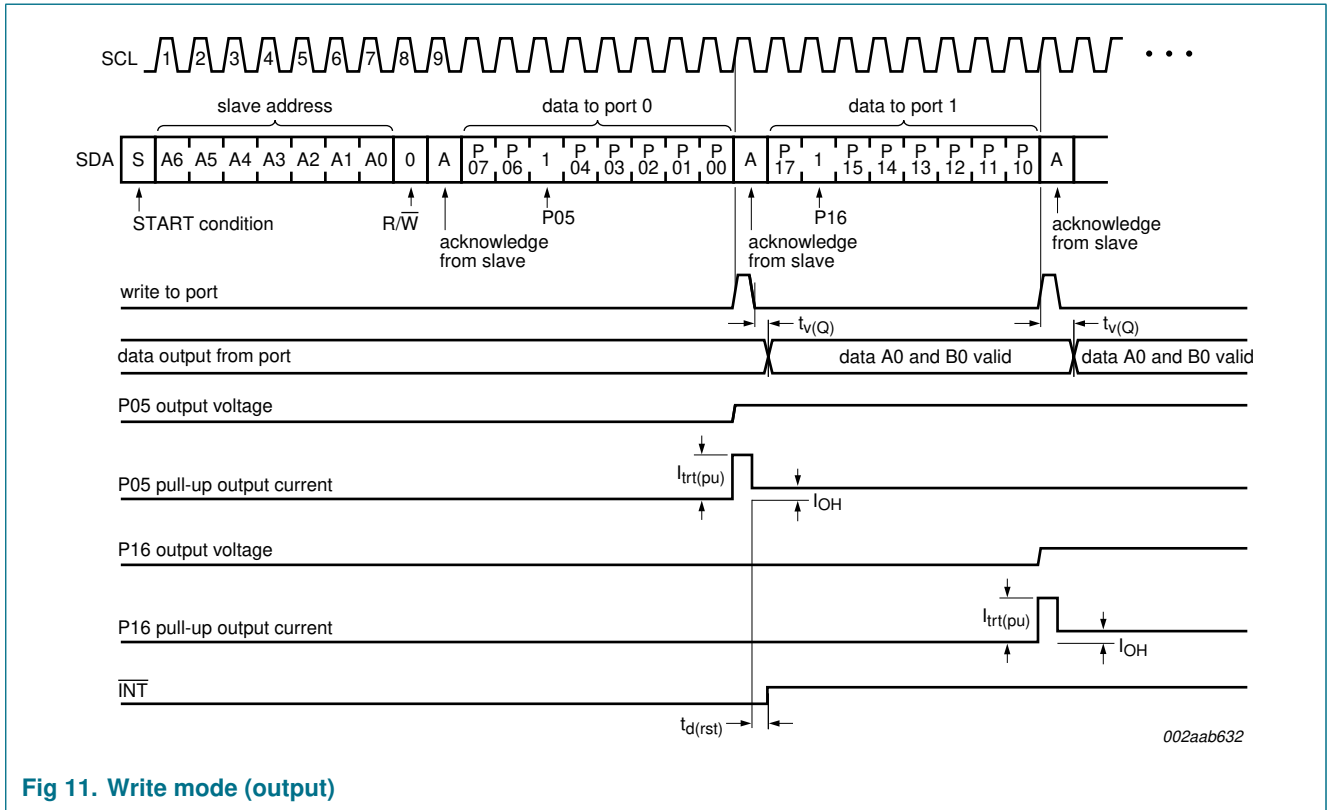 SCL 1 2 3 4 5 6 7 8 9
slave address data to port 0 data to port 1
SDA S A6 A5 A4 A3 A2 A1 A0 0 A P07 P06 1 P04 P03 P02 P01 P00 A P17 1 P15 P14 P13 P12 P11 P10 A
START condition R/W̅ P05 P16
acknowledge acknowledge acknowledge
from slave from slave from slave
write to port
tv(Q) tv(Q)
data output from port data A0 and B0 valid data A0 and B0 valid
P05 output voltage
Itrt(pu)
P05 pull-up output current
IOH
P16 output voltage
Itrt(pu)
P16 pull-up output current
IOH
I̅N̅T̅
td(rst)
002aab632
Fig 11. Write mode (output)